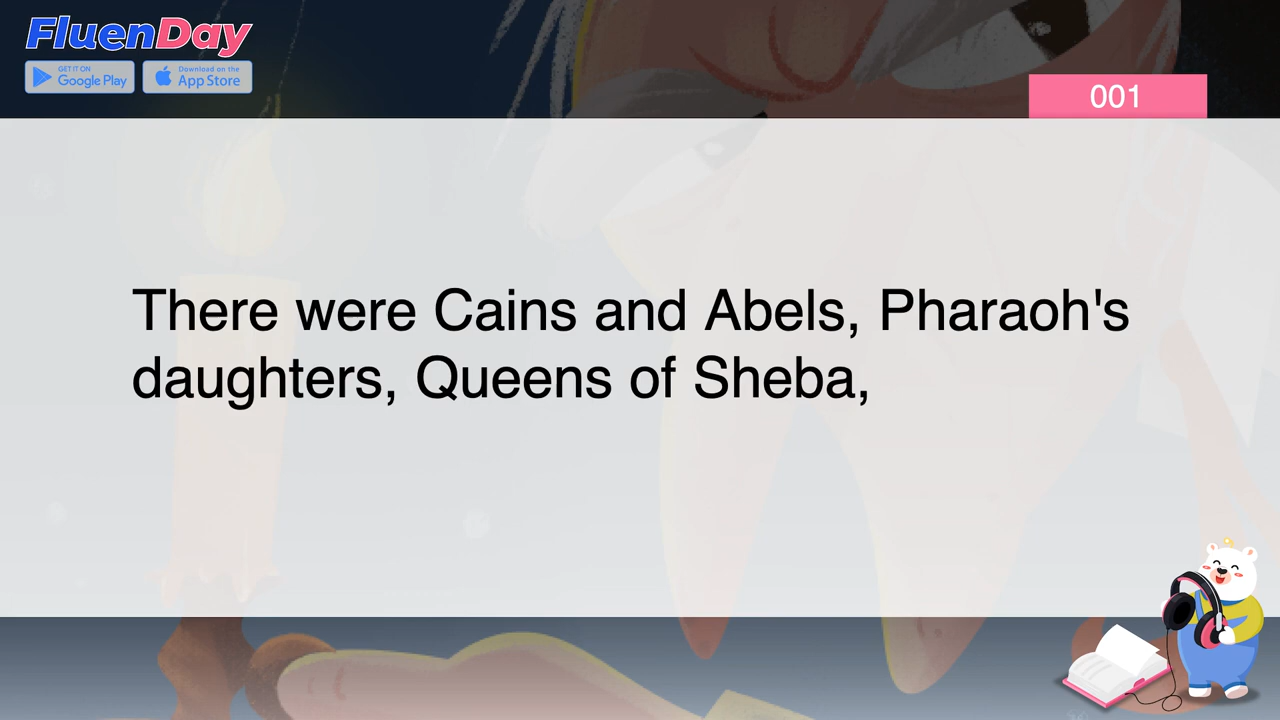 FluenDay
GET IT ON
Google Play
Download on the
App Store
001
There were Cains and Abels, Pharaoh's
daughters, Queens of Sheba,